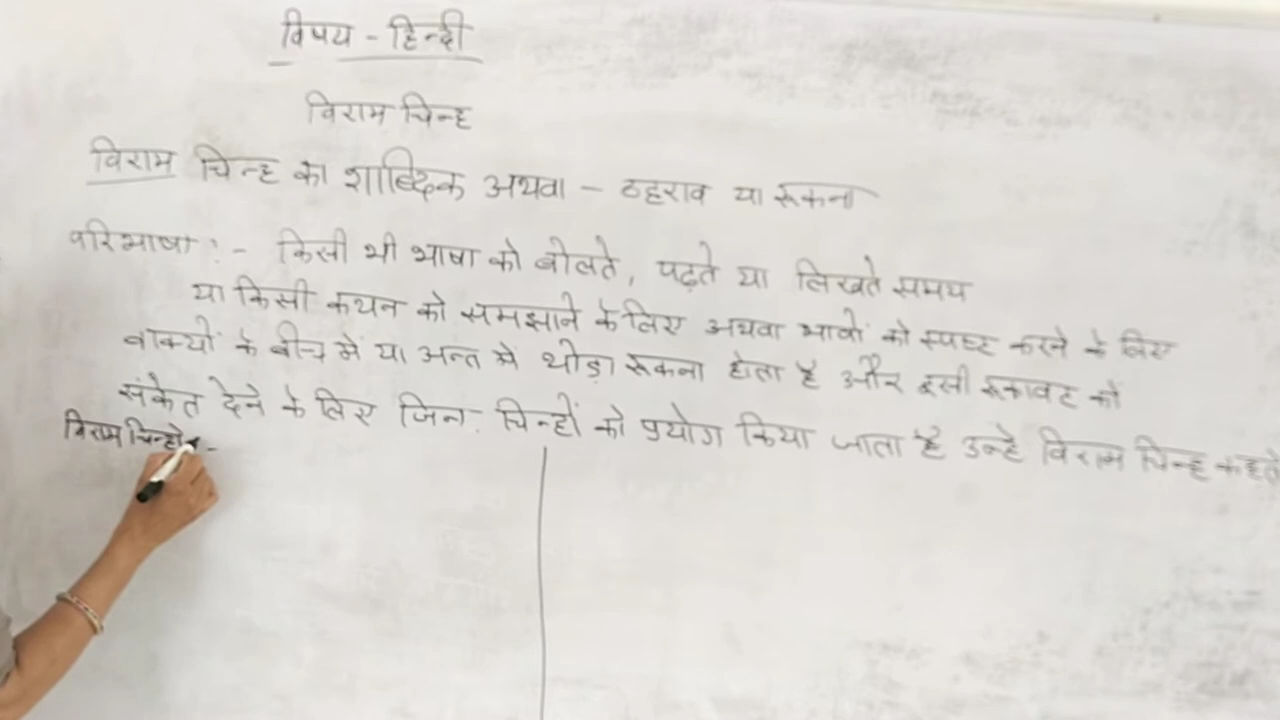 विषय - हिन्दी
विराम चिन्ह
विराम चिन्ह का शाब्दिक अथवा - ठहराव या रूकना
परिभाषा :- किसी भी भाषा को बोलते, पढ़ते या लिखते समय
या किसी कथन को समझाने के लिए अथवा भावों को स्पष्ट करने के लिए
वाक्यों के बीच में या अन्त में थोड़ा रूकना होता है और इसी रूकावट को
संकेत देने के लिए जिन चिन्हों को प्रयोग किया जाता है उन्हे विराम चिन्ह कहते
विराम चिन्हो